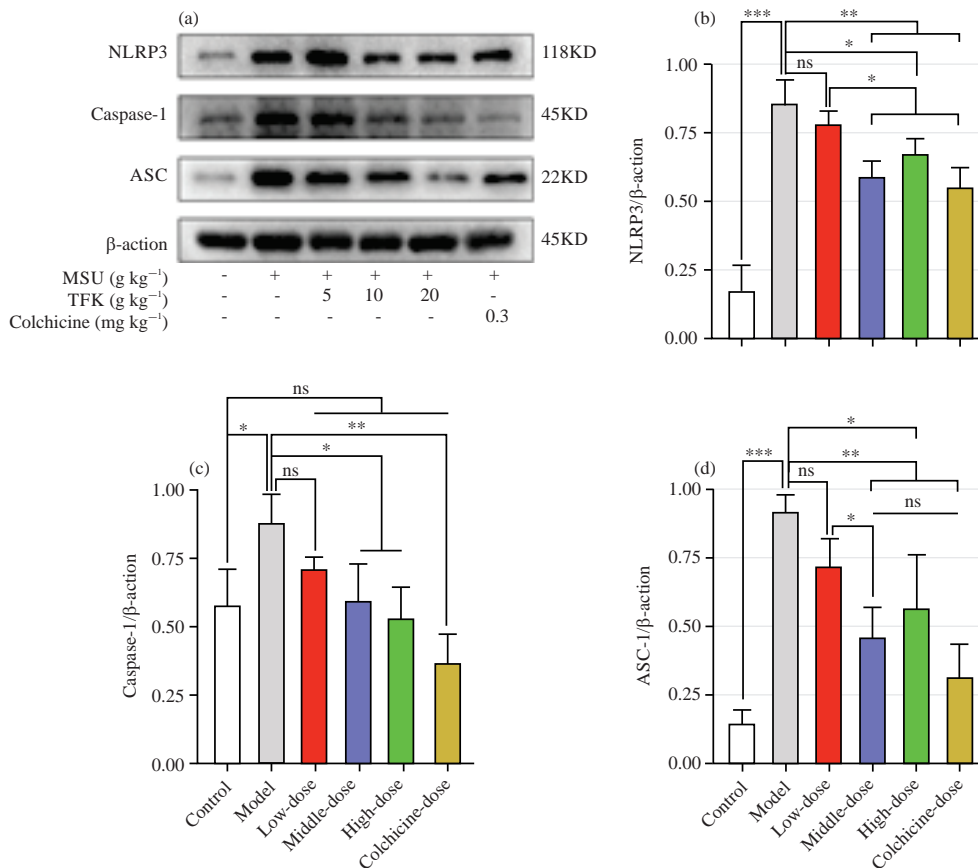 (a)
NLRP3 118KD
Caspase-1 45KD
ASC 22KD
β-action 45KD
MSU (g kg⁻¹) - + + + + +
TFK (g kg⁻¹) - - 5 10 20 -
Colchicine (mg kg⁻¹) - - - - - 0.3
(b)
*** ** * ns *
NLRP3/β-action
1.00
0.75
0.50
0.25
0.00
(c)
ns
* ** * ns
Caspase-1/β-action
1.00
0.75
0.50
0.25
0.00
Control
Model
Low-dose
Middle-dose
High-dose
Colchicine-dose
(d)
*
*** ** ns ns *
ASC-1/β-action
1.00
0.75
0.50
0.25
0.00
Control
Model
Low-dose
Middle-dose
High-dose
Colchicine-dose